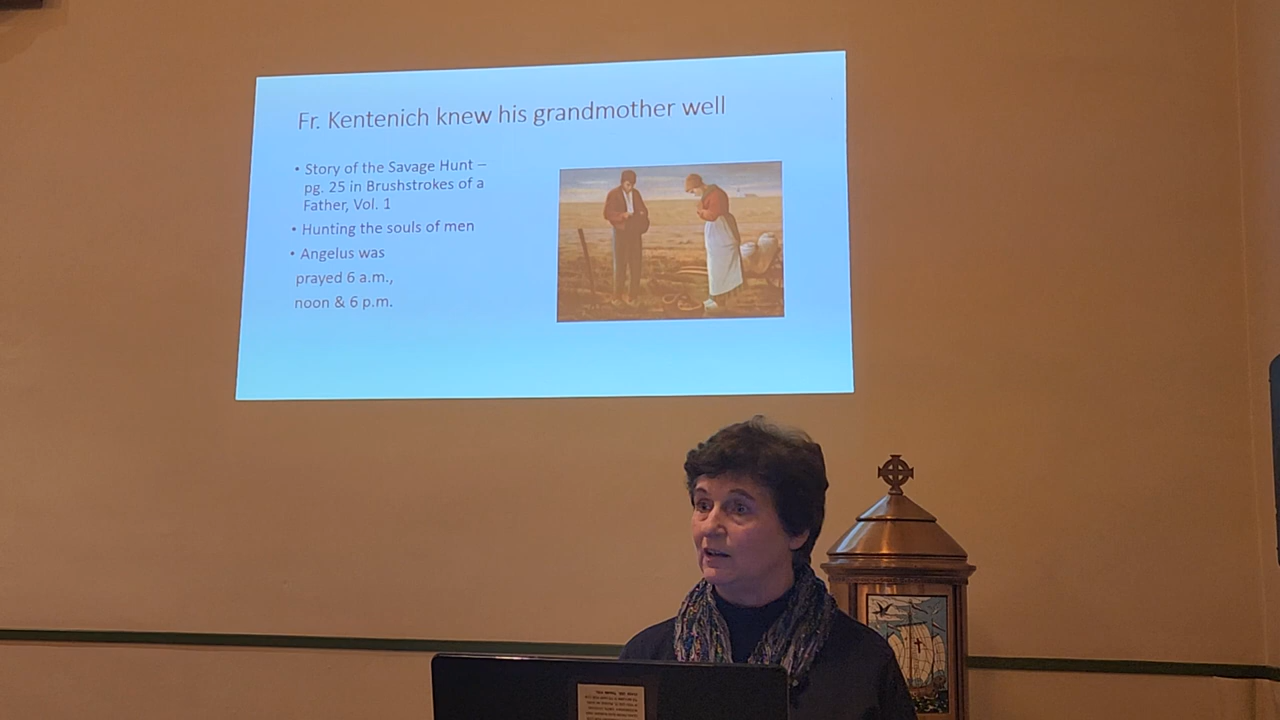 Fr. Kentenich knew his grandmother well
• Story of the Savage Hunt –
pg. 25 in Brushstrokes of a
Father, Vol. 1
• Hunting the souls of men
• Angelus was
prayed 6 a.m.,
noon & 6 p.m.